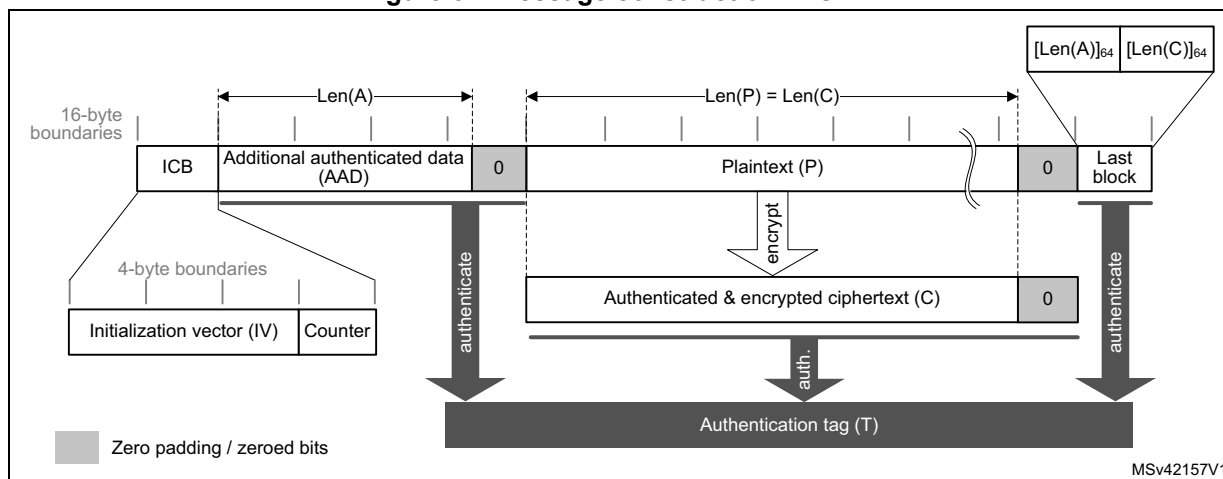 [Len(A)]64 [Len(C)]64
Len(A)
Len(P) = Len(C)
16-byte
boundaries
ICB
Additional authenticated data
(AAD)
0
Plaintext (P)
0
Last
block
encrypt
4-byte boundaries
authenticate
Authenticated & encrypted ciphertext (C)
0
authenticate
Initialization vector (IV)
Counter
auth.
Authentication tag (T)
Zero padding / zeroed bits
MSv42157V1